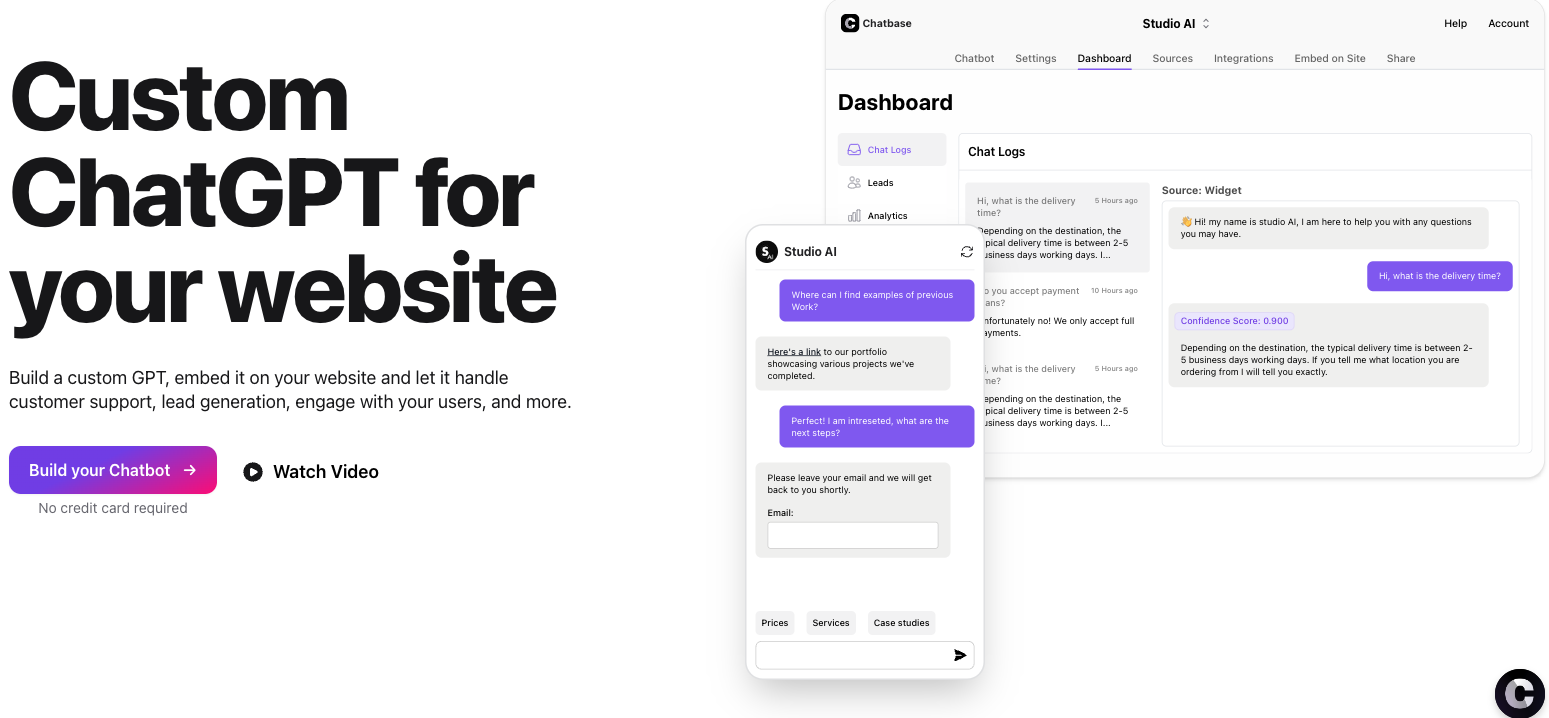 Custom
ChatGPT for
your website
Build a custom GPT, embed it on your website and let it handle
customer support, lead generation, engage with your users, and more.
Build your Chatbot →
Watch Video
No credit card required
Chatbase
Studio AI
Help
Account
Chatbot
Settings
Dashboard
Sources
Integrations
Embed on Site
Share
Dashboard
Chat Logs
Leads
Analytics
Chat Logs
Hi, what is the delivery
time?
5 Hours ago
Depending on the destination, the
typical delivery time is between 2-5
business days working days. I...
o you accept payment
ans?
10 Hours ago
nfortunately no! We only accept full
ayments.
i, what is the delivery
me?
5 Hours ago
epending on the destination, the
pical delivery time is between 2-5
usiness days working days. I...
Source: Widget
👋 Hi! my name is studio AI, I am here to help you with any questions
you may have.
Hi, what is the delivery time?
Confidence Score: 0.900
Depending on the destination, the typical delivery time is between 2-
5 business days working days. If you tell me what location you are
ordering from I will tell you exactly.
S AI
Studio AI
Where can I find examples of previous
Work?
Here's a link to our portfolio
showcasing various projects we've
completed.
Perfect! I am intreseted, what are the
next steps?
Please leave your email and we will get
back to you shortly.
Email:
Prices
Services
Case studies
C